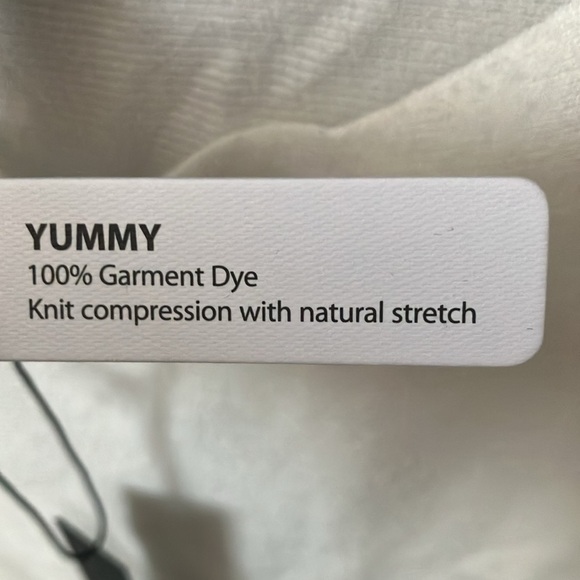 YUMMY
100% Garment Dye
Knit compression with natural stretch